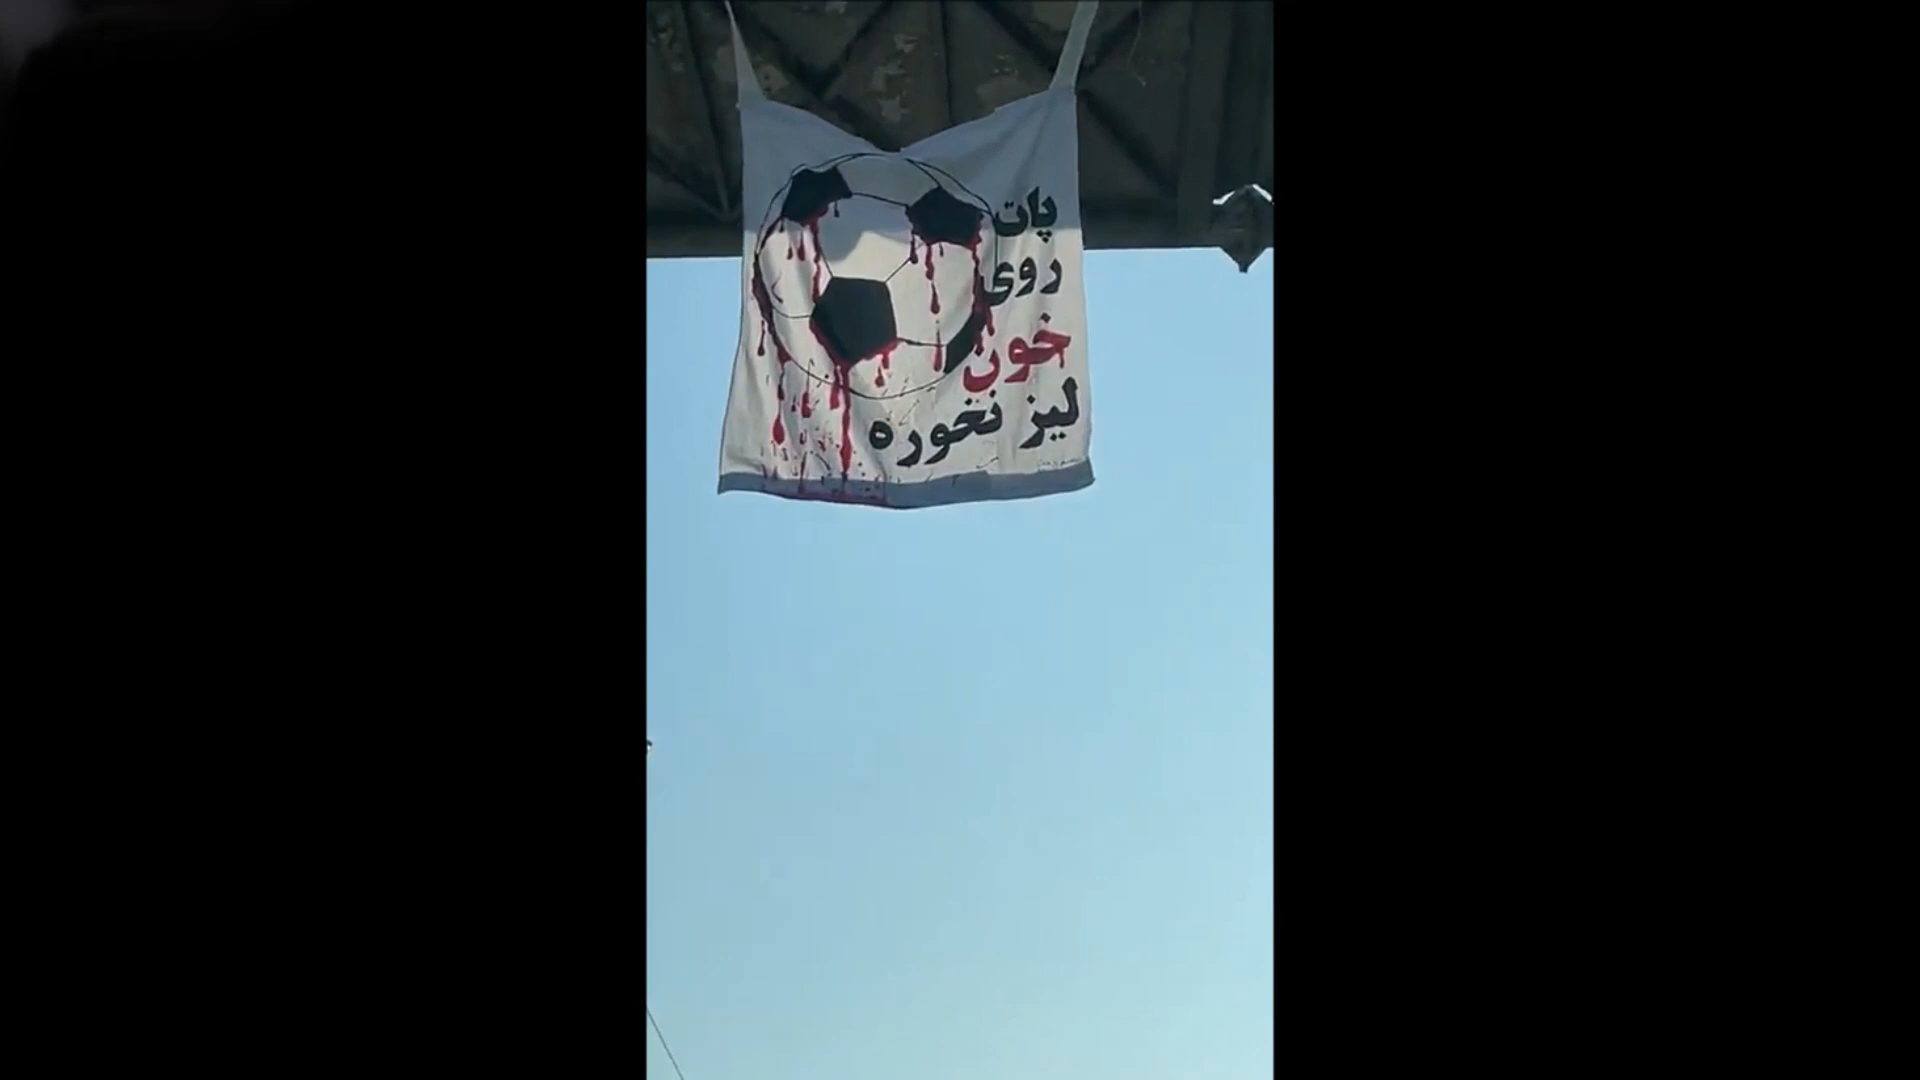 پات
روی
خون
لیز نخوره